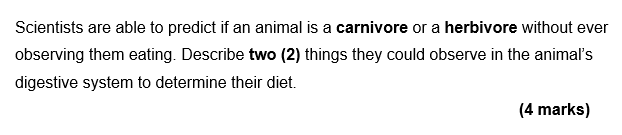 Scientists are able to predict if an animal is a carnivore or a herbivore without ever
observing them eating. Describe two (2) things they could observe in the animal's
digestive system to determine their diet.
(4 marks)